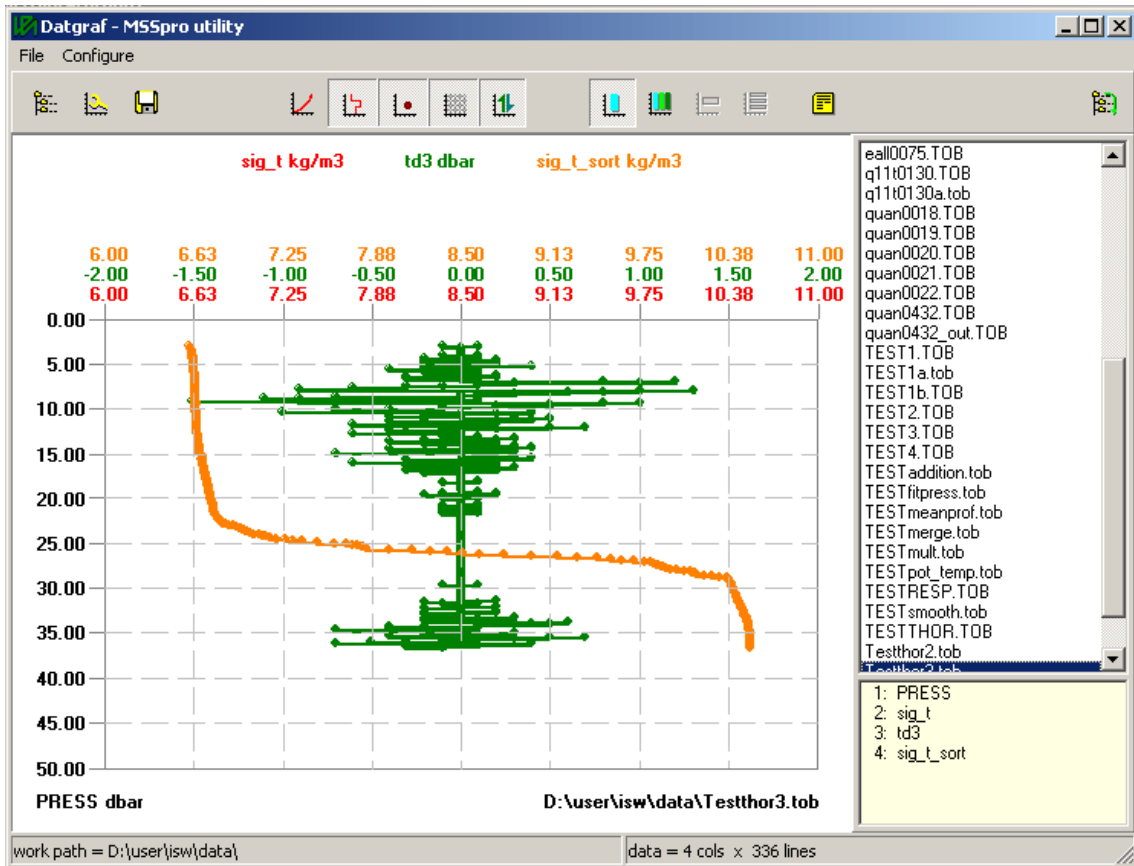 Datgraf - MSSpro utility
File Configure
sig_t kg/m3 td3 dbar sig_t_sort kg/m3
6.00 6.63 7.25 7.88 8.50 9.13 9.75 10.38 11.00
-2.00 -1.50 -1.00 -0.50 0.00 0.50 1.00 1.50 2.00
6.00 6.63 7.25 7.88 8.50 9.13 9.75 10.38 11.00
0.00
5.00
10.00
15.00
20.00
25.00
30.00
35.00
40.00
45.00
50.00
PRESS dbar D:\user\isw\data\Testthor3.tob
eall0075.TOB
q11t0130.TOB
q11t0130a.tob
quan0018.TOB
quan0019.TOB
quan0020.TOB
quan0021.TOB
quan0022.TOB
quan0432.TOB
quan0432_out.TOB
TEST1.TOB
TEST1a.tob
TEST1b.TOB
TEST2.TOB
TEST3.TOB
TEST4.TOB
TESTaddition.tob
TESTfitpress.tob
TESTmeanprof.tob
TESTmerge.tob
TESTmult.tob
TESTpot_temp.tob
TESTRESP.TOB
TESTsmooth.tob
TESTTHOR.TOB
Testthor2.tob
Testthor3.tob
1: PRESS
2: sig_t
3: td3
4: sig_t_sort
work path = D:\user\isw\data\ data = 4 cols x 336 lines